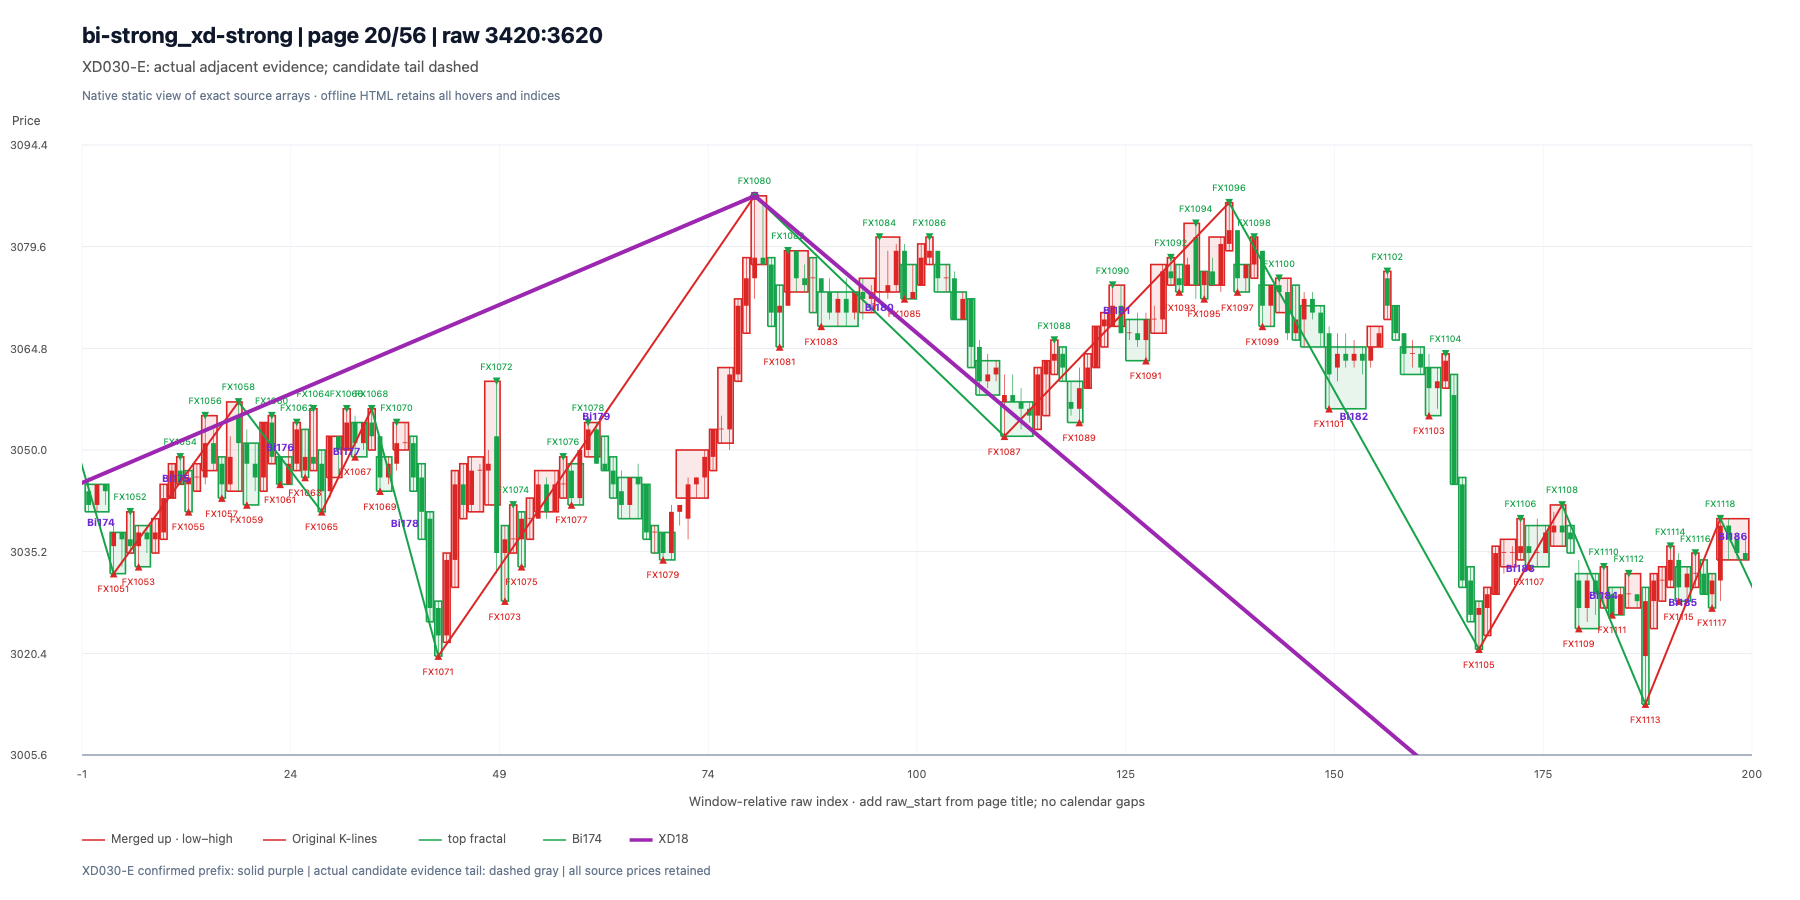 bi-strong_xd-strong | page 20/56 | raw 3420:3620
XD030-E: actual adjacent evidence; candidate tail dashed
Native static view of exact source arrays · offline HTML retains all hovers and indices
Price
3094.4
FX1080
FX1096
FX1094
FX1084
FX1086
FX1098
3079.6
FX1092
FX1102
FX1100
FX1090
FX1093
FX1097
Bi180
FX1085
FX1095
FX1088
FX1081
FX1083
FX1099
FX1104
3064.8
FX1091
FX1072
FX1058
FX1064
FX1068
FX1056
FX1070
FX1078
Bi179
Bi182
FX1101
FX1103
FX1054
FX1076
FX1089
Bi176
3050.0
FX1087
FX1067
FX1074
FX1052
FX1061
FX1069
FX1106
FX1108
FX1118
FX1057
FX1059
FX1055
FX1065
FX1077
Bi174
Bi178
FX1114
FX1116
Bi186
3035.2
FX1110
FX1112
FX1051
FX1053
FX1075
FX1079
FX1107
Bi184
Bi185
FX1073
FX1115
FX1117
FX1111
FX1109
3020.4
FX1071
FX1105
FX1113
3005.6
-1 24 49 74 100 125 150 175 200
Window-relative raw index · add raw_start from page title; no calendar gaps
Merged up · low–high Original K-lines top fractal Bi174 XD18
XD030-E confirmed prefix: solid purple | actual candidate evidence tail: dashed gray | all source prices retained